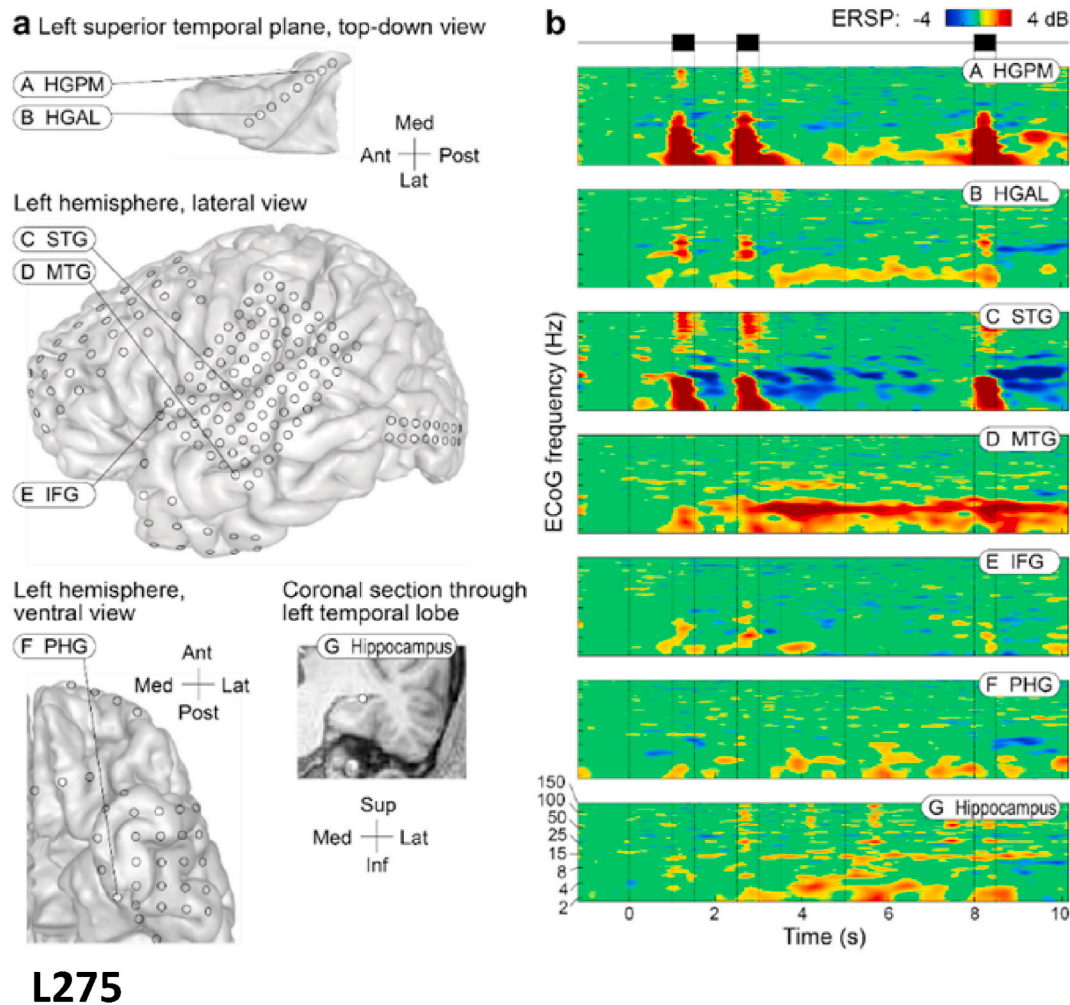 a Left superior temporal plane, top-down view
A HGPM
B HGAL
Med
Ant Post
Lat
Left hemisphere, lateral view
C STG
D MTG
E IFG
Left hemisphere,
ventral view
F PHG
Ant
Med Lat
Post
Coronal section through
left temporal lobe
G Hippocampus
Sup
Med Lat
Inf
L275
b
ERSP: -4 4 dB
A HGPM
B HGAL
C STG
D MTG
E IFG
F PHG
G Hippocampus
ECoG frequency (Hz)
150
100
50
25
15
8
4
2
0 2 4 6 8 10
Time (s)